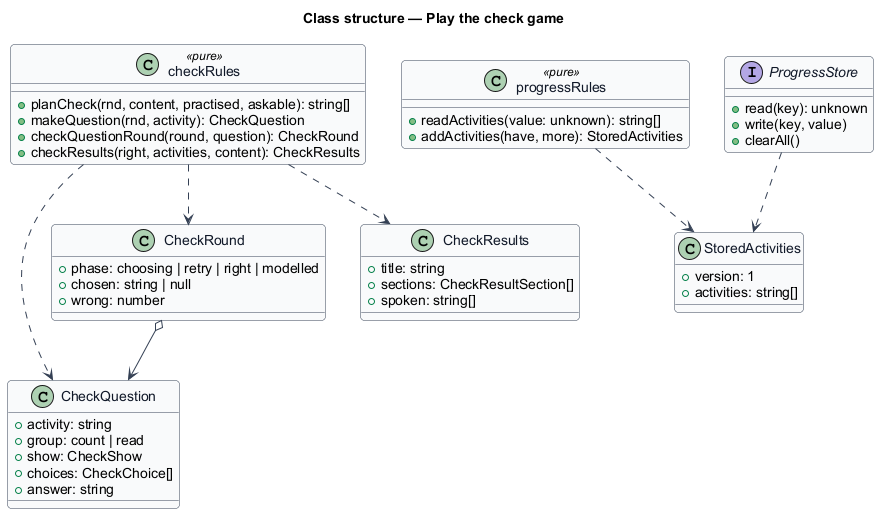 Class structure — Play the check game
C
«pure»
checkRules
planCheck(rnd, content, practised, askable): string[]
makeQuestion(rnd, activity): CheckQuestion
checkQuestionRound(round, question): CheckRound
checkResults(right, activities, content): CheckResults
C
«pure»
progressRules
readActivities(value: unknown): string[]
addActivities(have, more): StoredActivities
I
ProgressStore
read(key): unknown
write(key, value)
clearAll()
C
CheckRound
phase: choosing | retry | right | modelled
chosen: string | null
wrong: number
C
CheckResults
title: string
sections: CheckResultSection[]
spoken: string[]
C
StoredActivities
version: 1
activities: string[]
C
CheckQuestion
activity: string
group: count | read
show: CheckShow
choices: CheckChoice[]
answer: string